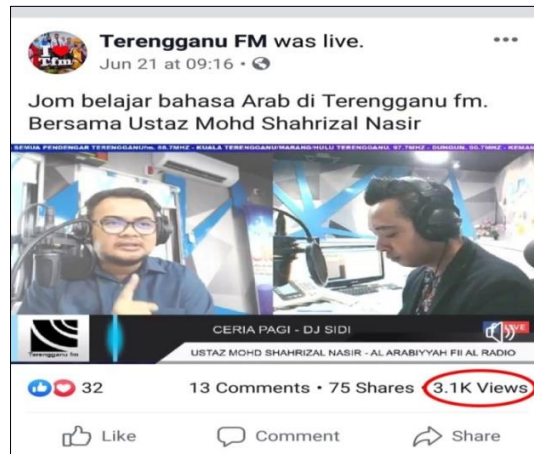 Terengganu FM was live.
Jun 21 at 09:16
Jom belajar bahasa Arab di Terengganu fm.
Bersama Ustaz Mohd Shahrizal Nasir
SEMUA PENDENGAR TERENGGANUfm. 88.7MHZ - KUALA TERENGGANU/MARANG/HULU TERENGGANU. 97.7MHZ - DUNGUN. 90.7MHZ - KEMAM
CERIA PAGI - DJ SIDI
LIVE
Terengganu fm
USTAZ MOHD SHAHRIZAL NASIR - AL ARABIYYAH FII AL RADIO
32
13 Comments • 75 Shares • 3.1K Views
Like Comment Share